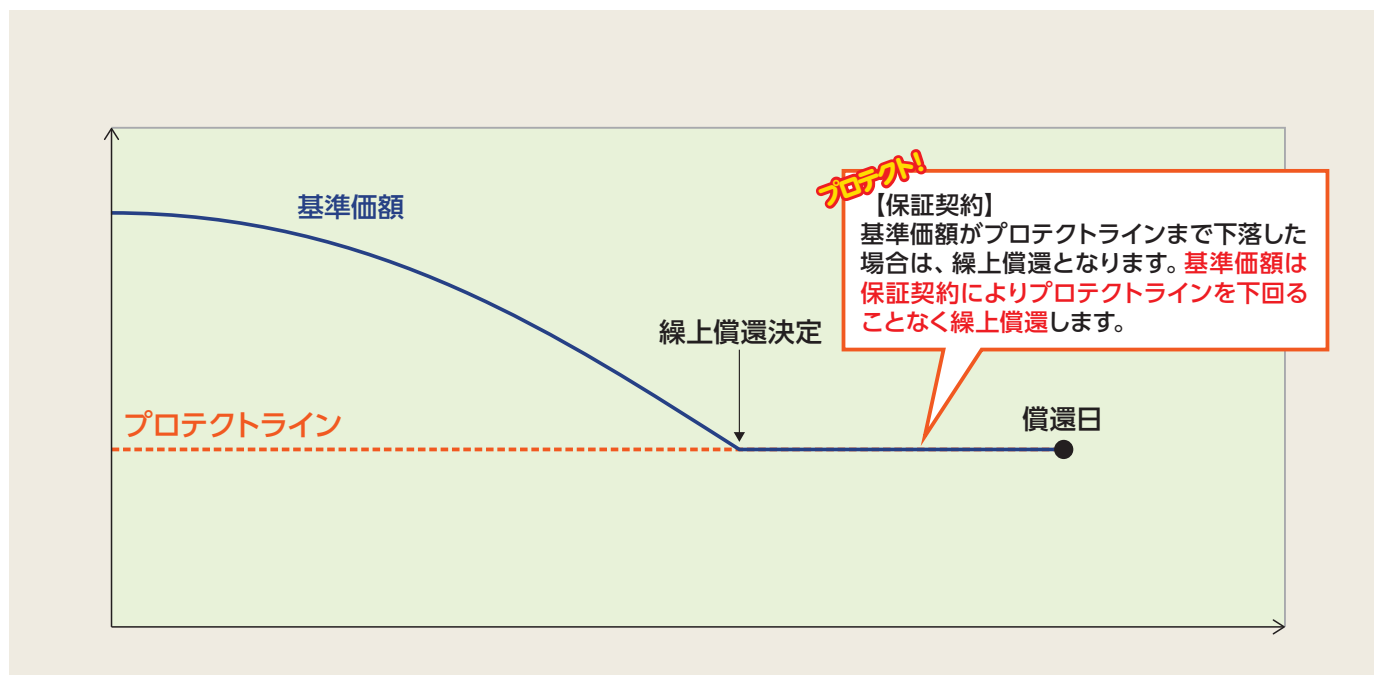 プロテクト!
【保証契約】
基準価額がプロテクトラインまで下落した
場合は、繰上償還となります。基準価額は
保証契約によりプロテクトラインを下回る
ことなく繰上償還します。
基準価額
繰上償還決定
プロテクトライン
償還日